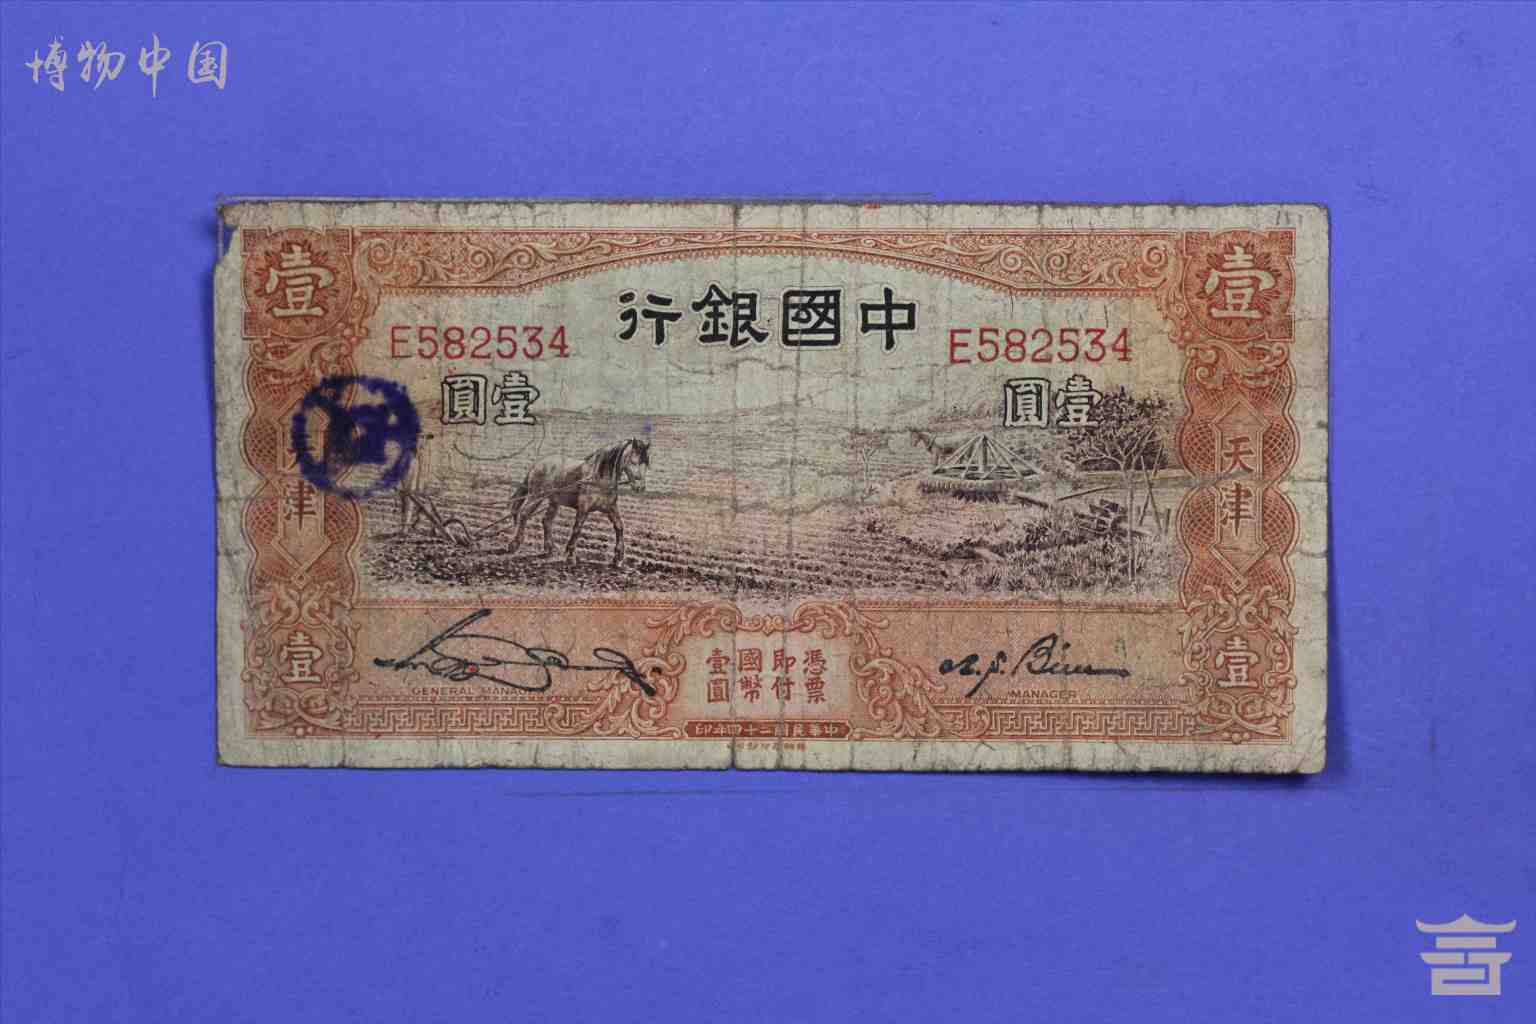 博物中国
壹
壹
行銀國中
E582534
E582534
圓壹
圓壹
天津
天津
憑票
即付
國幣
壹圓
壹
壹
GENERAL MANAGER
MANAGER
印年四十二國民華中